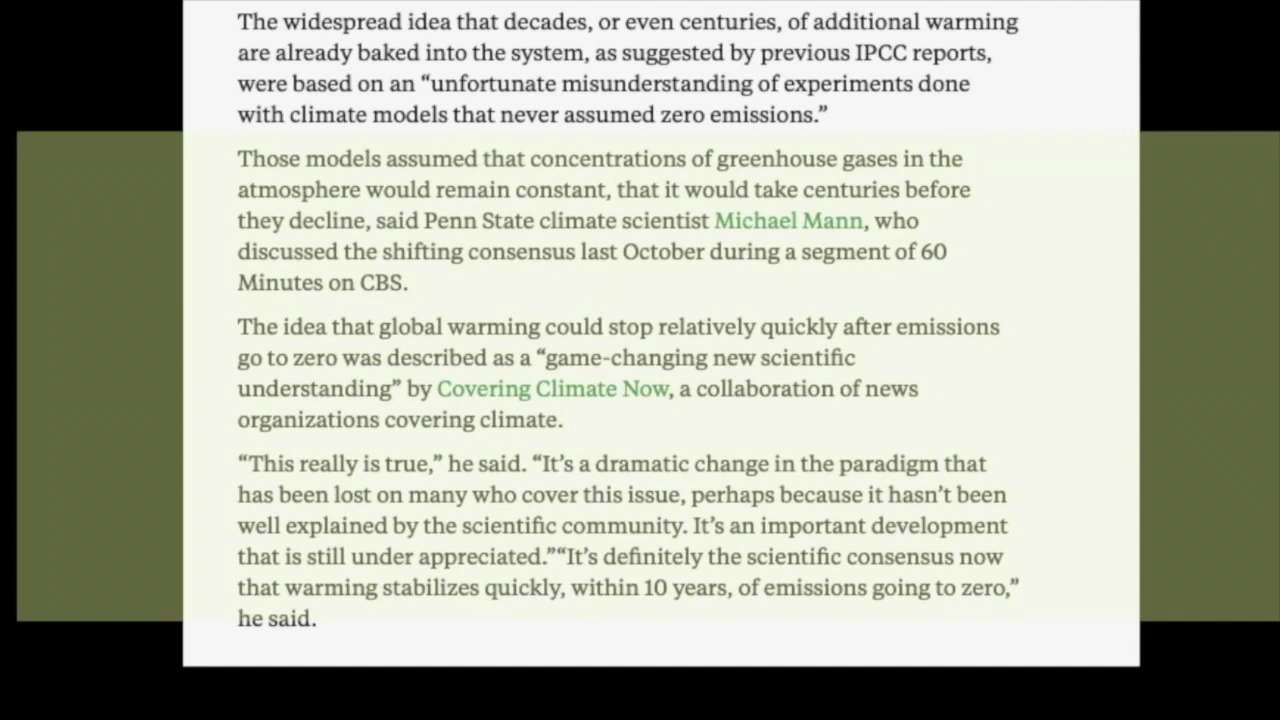 The widespread idea that decades, or even centuries, of additional warming
are already baked into the system, as suggested by previous IPCC reports,
were based on an “unfortunate misunderstanding of experiments done
with climate models that never assumed zero emissions.”
Those models assumed that concentrations of greenhouse gases in the
atmosphere would remain constant, that it would take centuries before
they decline, said Penn State climate scientist Michael Mann, who
discussed the shifting consensus last October during a segment of 60
Minutes on CBS.
The idea that global warming could stop relatively quickly after emissions
go to zero was described as a “game-changing new scientific
understanding” by Covering Climate Now, a collaboration of news
organizations covering climate.
“This really is true,” he said. “It’s a dramatic change in the paradigm that
has been lost on many who cover this issue, perhaps because it hasn’t been
well explained by the scientific community. It’s an important development
that is still under appreciated.”“It’s definitely the scientific consensus now
that warming stabilizes quickly, within 10 years, of emissions going to zero,”
he said.